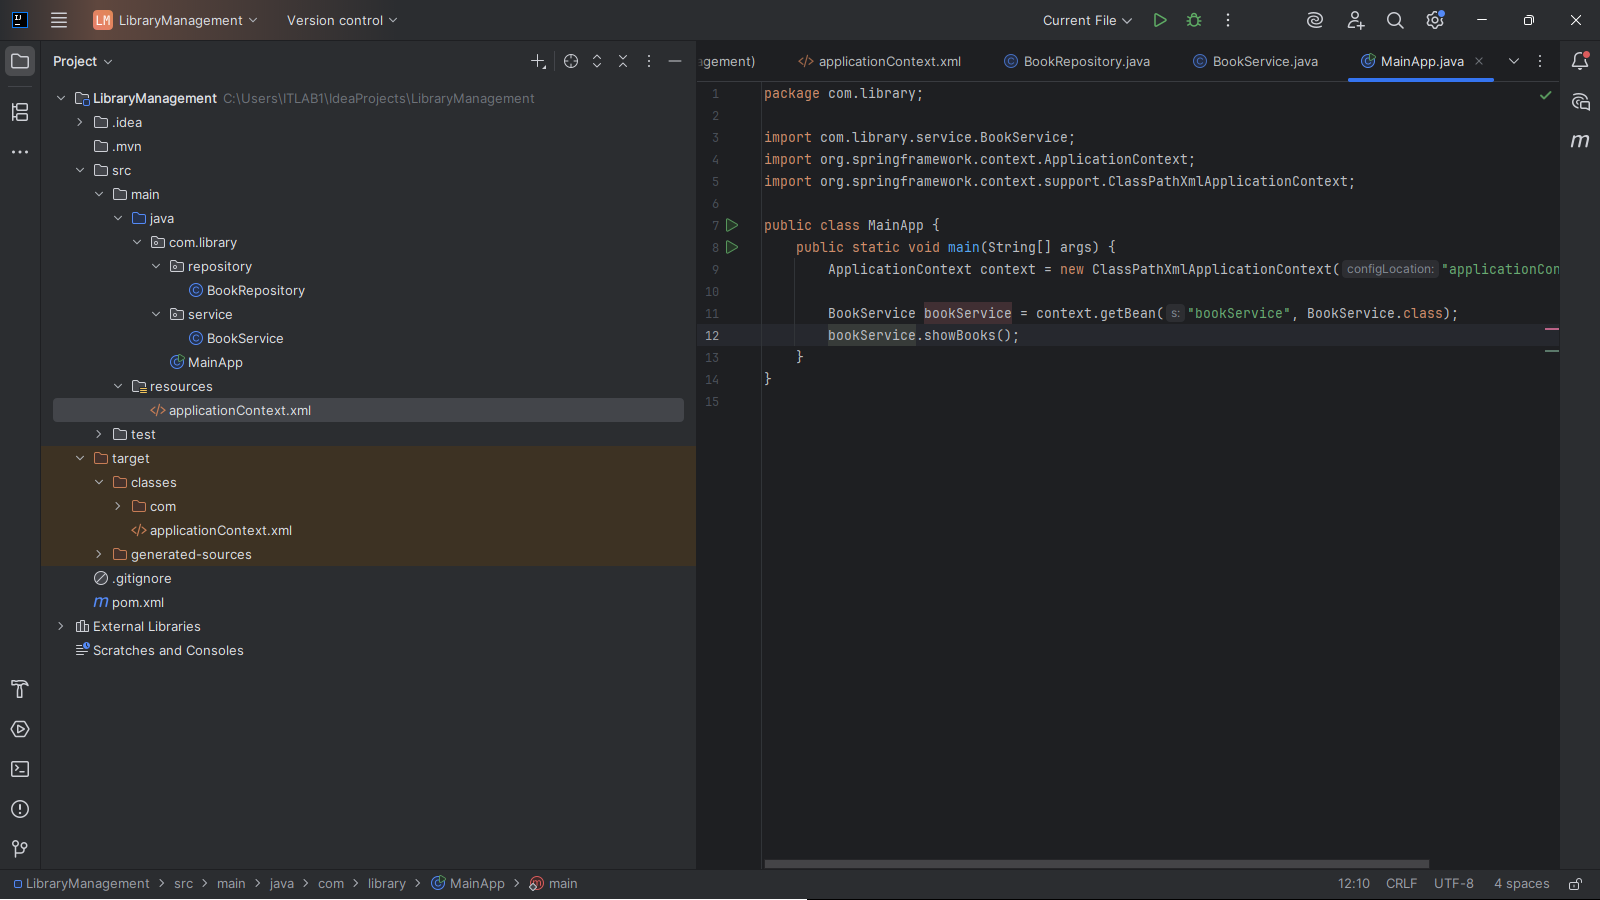 LM LibraryManagement Version control Current File
Project
agement) applicationContext.xml BookRepository.java BookService.java MainApp.java
LibraryManagement C:\Users\ITLAB1\IdeaProjects\LibraryManagement
.idea
.mvn
src
main
java
com.library
repository
BookRepository
service
BookService
MainApp
resources
applicationContext.xml
test
target
classes
com
applicationContext.xml
generated-sources
.gitignore
m pom.xml
External Libraries
Scratches and Consoles
1 package com.library;
2
3 import com.library.service.BookService;
4 import org.springframework.context.ApplicationContext;
5 import org.springframework.context.support.ClassPathXmlApplicationContext;
6
7 public class MainApp {
8 public static void main(String[] args) {
9 ApplicationContext context = new ClassPathXmlApplicationContext( configLocation: "applicationCon
10
11 BookService bookService = context.getBean( s: "bookService", BookService.class);
12 bookService.showBooks();
13 }
14 }
15
m
LibraryManagement > src > main > java > com > library > MainApp > main 12:10 CRLF UTF-8 4 spaces